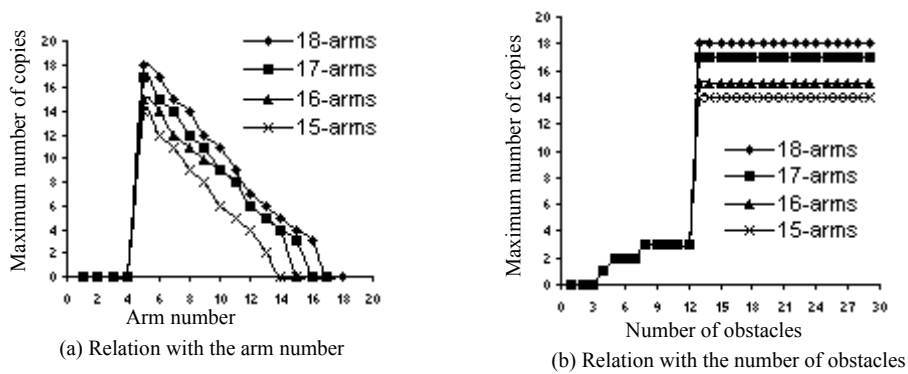 Maximum number of copies
20
18
16
14
12
10
8
6
4
2
0
18-arms
17-arms
16-arms
15-arms
0 2 4 6 8 10 12 14 16 18 20
Arm number
(a) Relation with the arm number
Maximum number of copies
20
18
16
14
12
10
8
6
4
2
0
18-arms
17-arms
16-arms
15-arms
0 3 6 9 12 15 18 21 24 27 30
Number of obstacles
(b) Relation with the number of obstacles